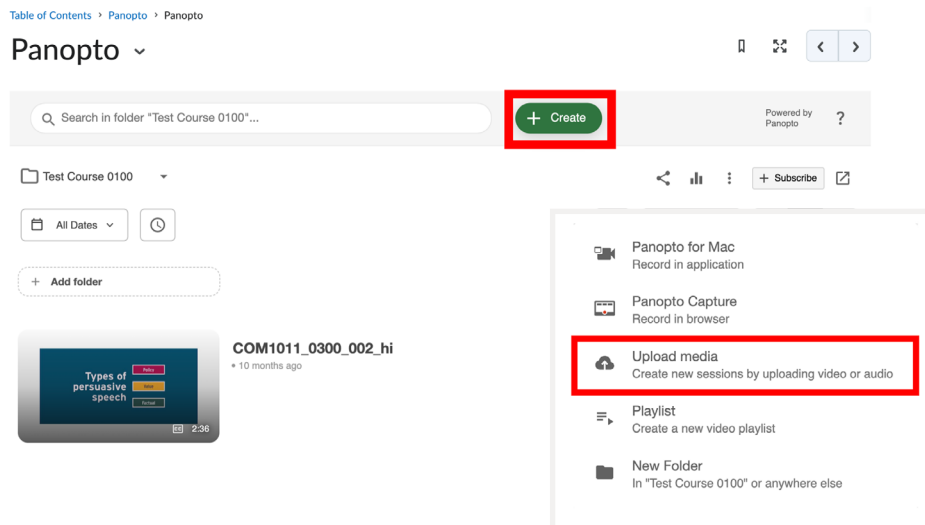 Table of Contents > Panopto > Panopto
Panopto
Search in folder "Test Course 0100"...
+ Create
Powered by
Panopto
?
Test Course 0100
+ Subscribe
All Dates
+ Add folder
Types of
persuasive
speech
Policy
Value
Factual
CC 2:36
COM1011_0300_002_hi
• 10 months ago
Panopto for Mac
Record in application
Panopto Capture
Record in browser
Upload media
Create new sessions by uploading video or audio
Playlist
Create a new video playlist
New Folder
In "Test Course 0100" or anywhere else